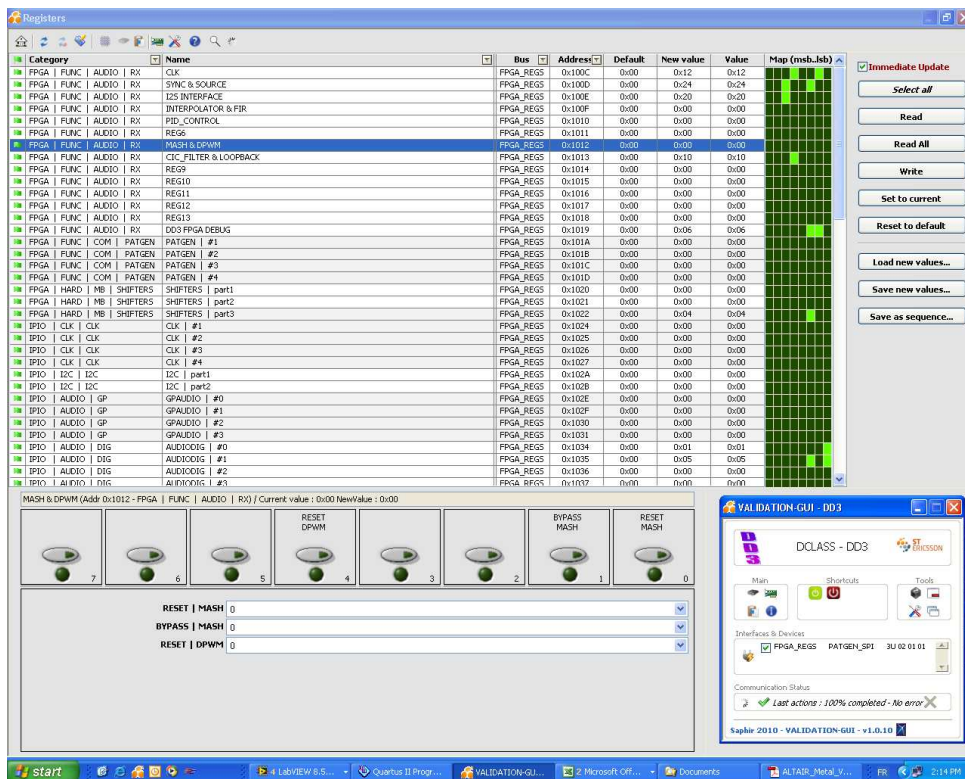 Registers
Category Name Bus Address Default New value Value Map (msb..lsb)
FPGA | FUNC | AUDIO | RX CLK FPGA_REGS 0x100C 0x00 0x12 0x12
FPGA | FUNC | AUDIO | RX SYNC & SOURCE FPGA_REGS 0x100D 0x00 0x24 0x24
FPGA | FUNC | AUDIO | RX I2S INTERFACE FPGA_REGS 0x100E 0x00 0x20 0x20
FPGA | FUNC | AUDIO | RX INTERPOLATOR & FIR FPGA_REGS 0x100F 0x00 0x00 0x00
FPGA | FUNC | AUDIO | RX PID_CONTROL FPGA_REGS 0x1010 0x00 0x00 0x00
FPGA | FUNC | AUDIO | RX REG6 FPGA_REGS 0x1011 0x00 0x00 0x00
FPGA | FUNC | AUDIO | RX MASH & DPWM FPGA_REGS 0x1012 0x00 0x00 0x00
FPGA | FUNC | AUDIO | RX CIC_FILTER & LOOPBACK FPGA_REGS 0x1013 0x00 0x10 0x10
FPGA | FUNC | AUDIO | RX REG9 FPGA_REGS 0x1014 0x00 0x00 0x00
FPGA | FUNC | AUDIO | RX REG10 FPGA_REGS 0x1015 0x00 0x00 0x00
FPGA | FUNC | AUDIO | RX REG11 FPGA_REGS 0x1016 0x00 0x00 0x00
FPGA | FUNC | AUDIO | RX REG12 FPGA_REGS 0x1017 0x00 0x00 0x00
FPGA | FUNC | AUDIO | RX REG13 FPGA_REGS 0x1018 0x00 0x00 0x00
FPGA | FUNC | AUDIO | RX DD3 FPGA DEBUG FPGA_REGS 0x1019 0x00 0x06 0x06
FPGA | FUNC | COM | PATGEN PATGEN | #1 FPGA_REGS 0x101A 0x00 0x00 0x00
FPGA | FUNC | COM | PATGEN PATGEN | #2 FPGA_REGS 0x101B 0x00 0x00 0x00
FPGA | FUNC | COM | PATGEN PATGEN | #3 FPGA_REGS 0x101C 0x00 0x00 0x00
FPGA | FUNC | COM | PATGEN PATGEN | #4 FPGA_REGS 0x101D 0x00 0x00 0x00
FPGA | HARD | MB | SHIFTERS SHIFTERS | part1 FPGA_REGS 0x1020 0x00 0x00 0x00
FPGA | HARD | MB | SHIFTERS SHIFTERS | part2 FPGA_REGS 0x1021 0x00 0x00 0x00
FPGA | HARD | MB | SHIFTERS SHIFTERS | part3 FPGA_REGS 0x1022 0x00 0x04 0x04
IPIO | CLK | CLK CLK | #1 FPGA_REGS 0x1024 0x00 0x00 0x00
IPIO | CLK | CLK CLK | #2 FPGA_REGS 0x1025 0x00 0x00 0x00
IPIO | CLK | CLK CLK | #3 FPGA_REGS 0x1026 0x00 0x00 0x00
IPIO | CLK | CLK CLK | #4 FPGA_REGS 0x1027 0x00 0x00 0x00
IPIO | I2C | I2C I2C | part1 FPGA_REGS 0x102A 0x00 0x00 0x00
IPIO | I2C | I2C I2C | part2 FPGA_REGS 0x102B 0x00 0x00 0x00
IPIO | AUDIO | GP GPAUDIO | #0 FPGA_REGS 0x102E 0x00 0x00 0x00
IPIO | AUDIO | GP GPAUDIO | #1 FPGA_REGS 0x102F 0x00 0x00 0x00
IPIO | AUDIO | GP GPAUDIO | #2 FPGA_REGS 0x1030 0x00 0x00 0x00
IPIO | AUDIO | GP GPAUDIO | #3 FPGA_REGS 0x1031 0x00 0x00 0x00
IPIO | AUDIO | DIG AUDIODIG | #0 FPGA_REGS 0x1034 0x00 0x01 0x01
IPIO | AUDIO | DIG AUDIODIG | #1 FPGA_REGS 0x1035 0x00 0x05 0x05
IPIO | AUDIO | DIG AUDIODIG | #2 FPGA_REGS 0x1036 0x00 0x00 0x00
IPIO | AUDIO | DIG AUDIODIG | #3 FPGA_REGS 0x1037 0x00 0x00 0x00
Immediate Update
Select all
Read
Read All
Write
Set to current
Reset to default
Load new values...
Save new values...
Save as sequence...
MASH & DPWM (Addr 0x1012 - FPGA | FUNC | AUDIO | RX) / Current value : 0x00 NewValue : 0x00
RESET DPWM
BYPASS MASH
RESET MASH
7 6 5 4 3 2 1 0
RESET | MASH 0
BYPASS | MASH 0
RESET | DPWM 0
VALIDATION-GUI - DD3
DD3
DCLASS - DD3
ST ERICSSON
Main Shortcuts Tools
Interfaces & Devices
FPGA_REGS PATGEN_SPI 3U 02 01 01
Communication Status
Last actions : 100% completed - No error
Saphir 2010 - VALIDATION-GUI - v1.0.10
start
4 LabVIEW 8.5...
Quartus II Progr...
VALIDATION-GU...
2 Microsoft Off...
Documents
ALTAIR_Metal_V...
FR
2:14 PM